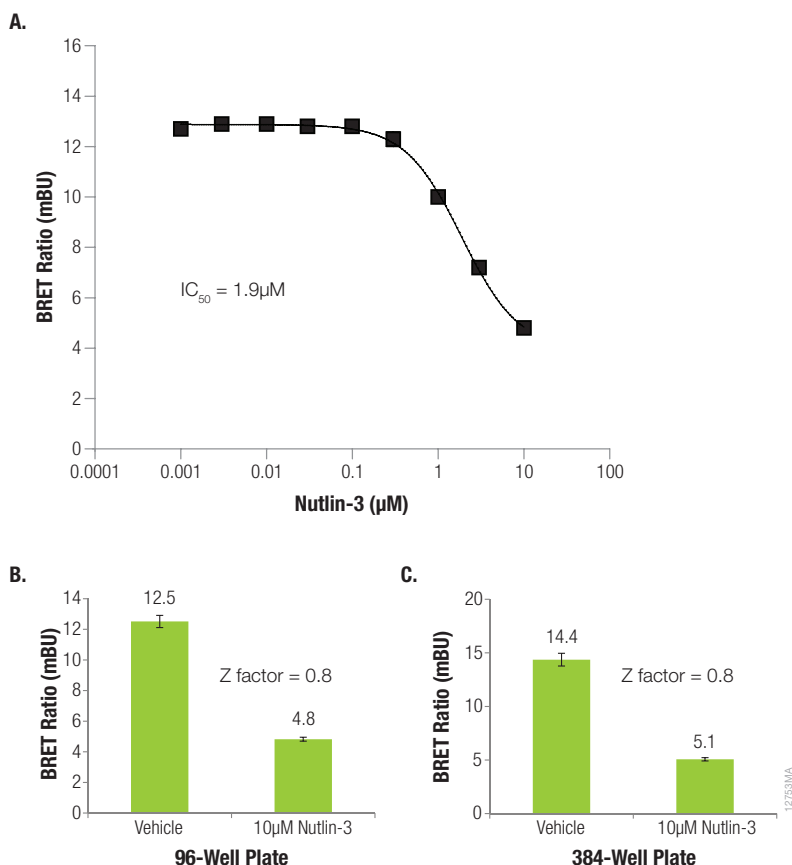 A.
16
14
12
10
8
6
4
2
0
BRET Ratio (mBU)
IC50 = 1.9µM
0.0001 0.001 0.01 0.1 1 10 100
Nutlin-3 (µM)
B.
14
12
10
8
6
4
2
0
BRET Ratio (mBU)
12.5
Z factor = 0.8
4.8
Vehicle 10µM Nutlin-3
96-Well Plate
C.
20
15
10
5
0
BRET Ratio (mBU)
14.4
Z factor = 0.8
5.1
Vehicle 10µM Nutlin-3
384-Well Plate
12753MA